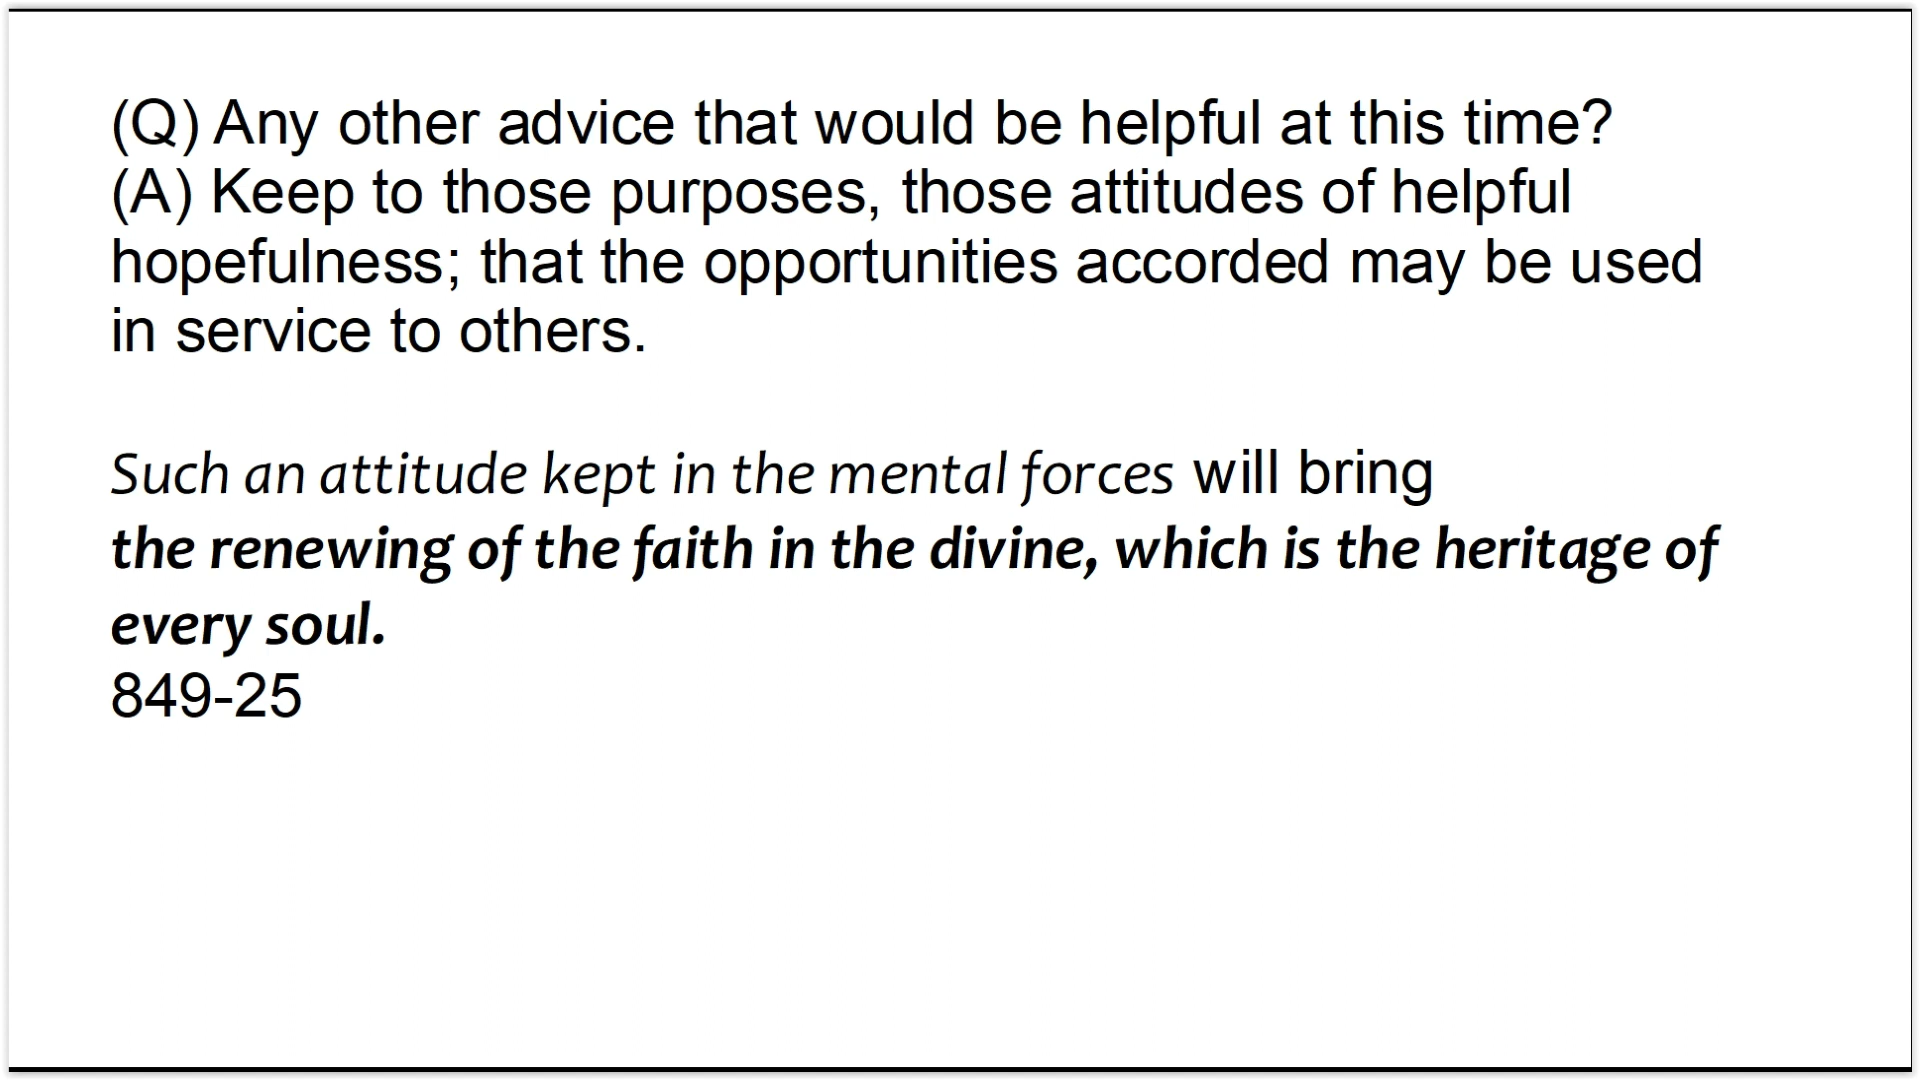 (Q) Any other advice that would be helpful at this time?
(A) Keep to those purposes, those attitudes of helpful
hopefulness; that the opportunities accorded may be used
in service to others.
Such an attitude kept in the mental forces will bring
the renewing of the faith in the divine, which is the heritage of
every soul.
849-25